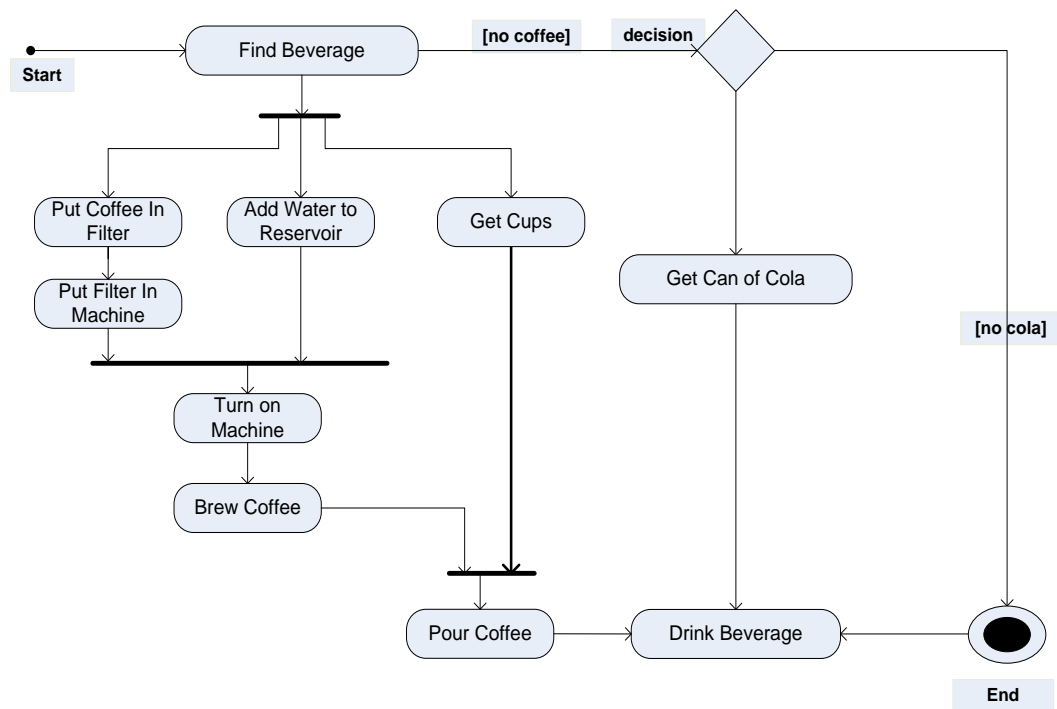 Find Beverage
[no coffee]
decision
Start
Put Coffee In
Filter
Add Water to
Reservoir
Get Cups
Get Can of Cola
Put Filter In
Machine
[no cola]
Turn on
Machine
Brew Coffee
Pour Coffee
Drink Beverage
End